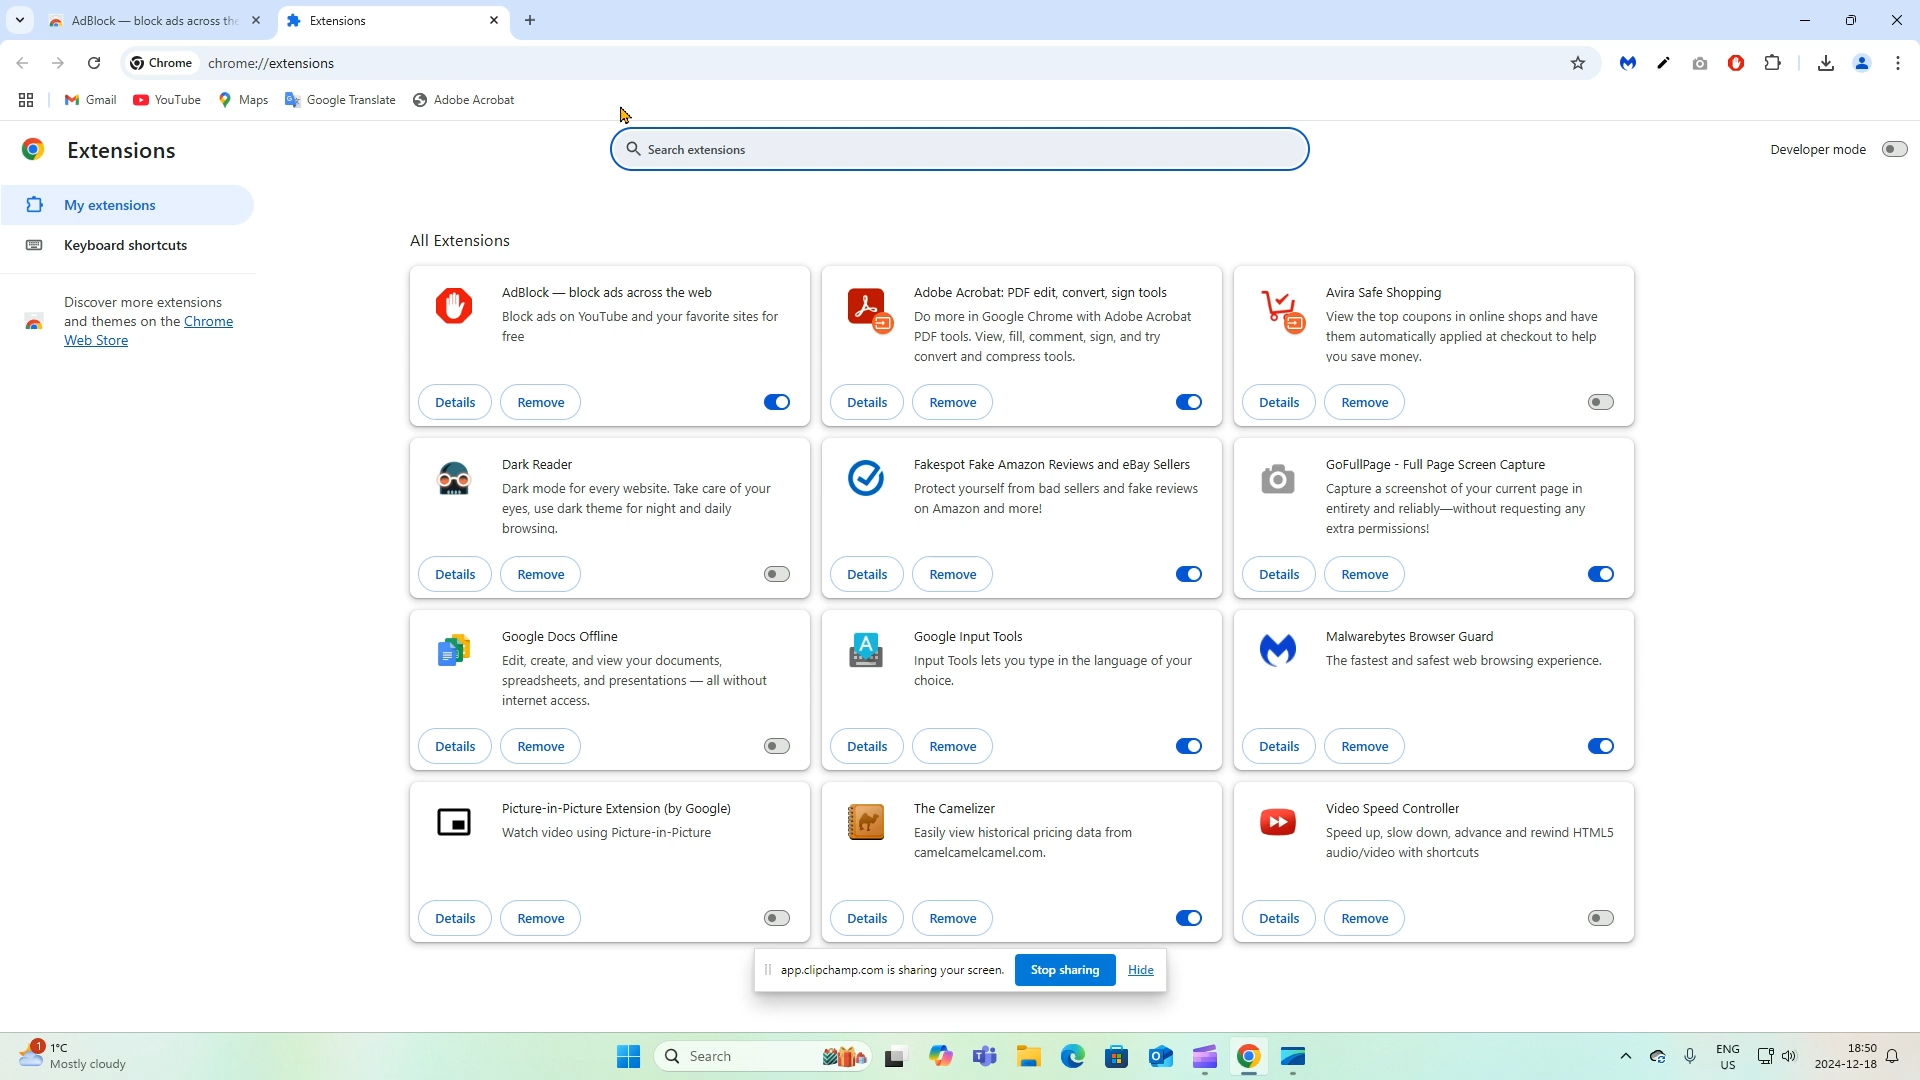 AdBlock — block ads across the
Extensions
Chrome
chrome://extensions
Gmail
YouTube
Maps
Google Translate
Adobe Acrobat
Extensions
Search extensions
Developer mode
My extensions
Keyboard shortcuts
Discover more extensions
and themes on the Chrome
Web Store
All Extensions
AdBlock — block ads across the web
Block ads on YouTube and your favorite sites for
free
Details
Remove
Adobe Acrobat: PDF edit, convert, sign tools
Do more in Google Chrome with Adobe Acrobat
PDF tools. View, fill, comment, sign, and try
convert and compress tools.
Details
Remove
Avira Safe Shopping
View the top coupons in online shops and have
them automatically applied at checkout to help
you save money.
Details
Remove
Dark Reader
Dark mode for every website. Take care of your
eyes, use dark theme for night and daily
browsing.
Details
Remove
Fakespot Fake Amazon Reviews and eBay Sellers
Protect yourself from bad sellers and fake reviews
on Amazon and more!
Details
Remove
GoFullPage - Full Page Screen Capture
Capture a screenshot of your current page in
entirety and reliably—without requesting any
extra permissions!
Details
Remove
Google Docs Offline
Edit, create, and view your documents,
spreadsheets, and presentations — all without
internet access.
Details
Remove
Google Input Tools
Input Tools lets you type in the language of your
choice.
Details
Remove
Malwarebytes Browser Guard
The fastest and safest web browsing experience.
Details
Remove
Picture-in-Picture Extension (by Google)
Watch video using Picture-in-Picture
Details
Remove
The Camelizer
Easily view historical pricing data from
camelcamelcamel.com.
Details
Remove
Video Speed Controller
Speed up, slow down, advance and rewind HTML5
audio/video with shortcuts
Details
Remove
app.clipchamp.com is sharing your screen.
Stop sharing
Hide
1
1°C
Mostly cloudy
Search
ENG
US
18:50
2024-12-18